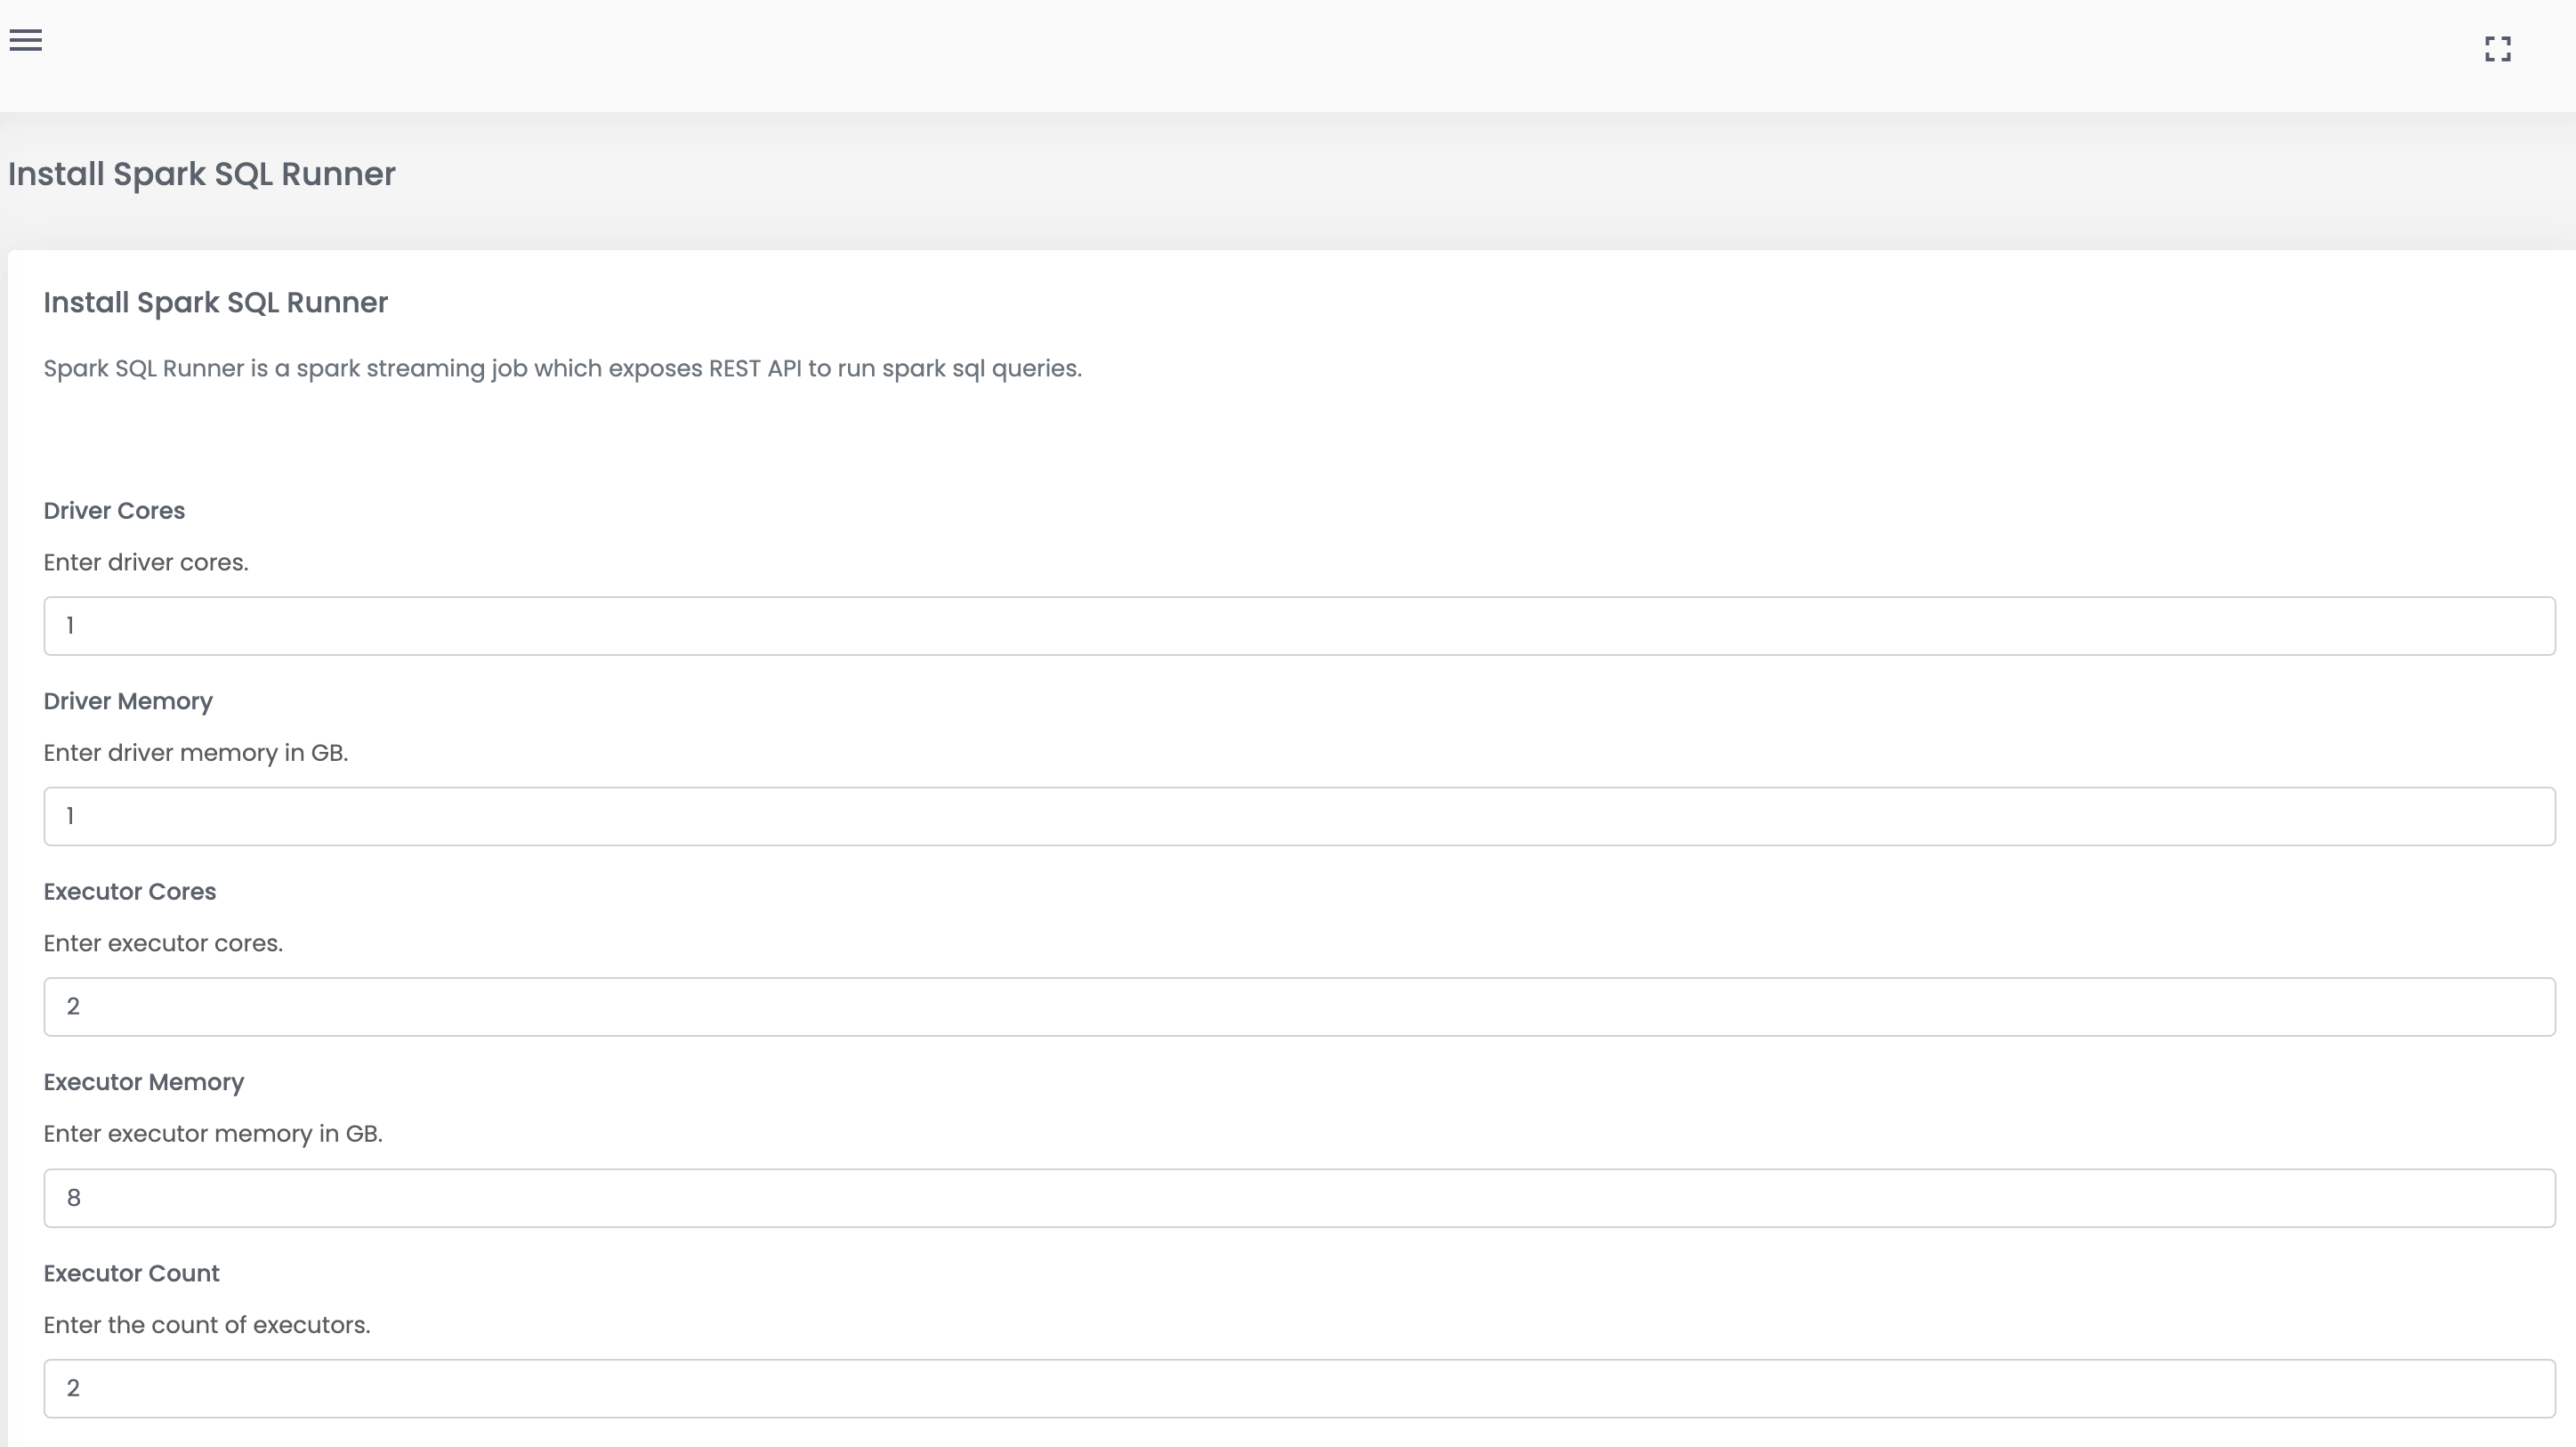 Install Spark SQL Runner
Install Spark SQL Runner
Spark SQL Runner is a spark streaming job which exposes REST API to run spark sql queries.
Driver Cores
Enter driver cores.
1
Driver Memory
Enter driver memory in GB.
1
Executor Cores
Enter executor cores.
2
Executor Memory
Enter executor memory in GB.
8
Executor Count
Enter the count of executors.
2